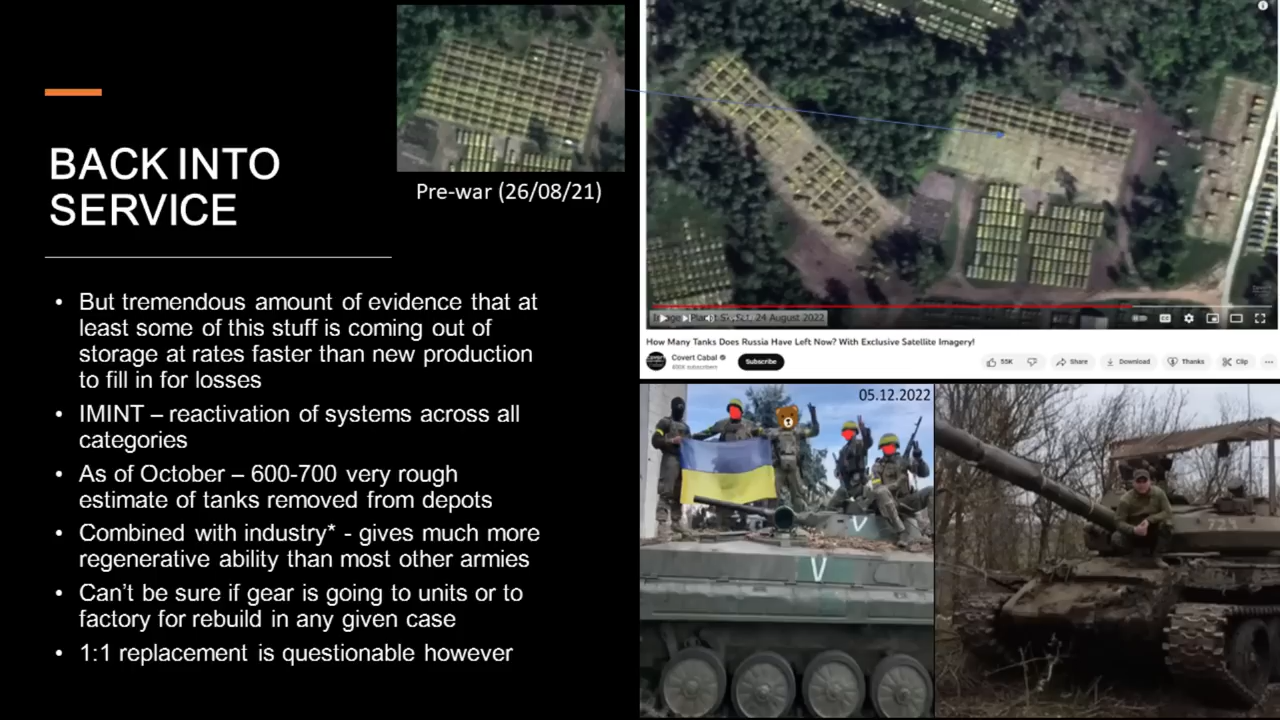 BACK INTO
SERVICE
Pre-war (26/08/21)
• But tremendous amount of evidence that at
least some of this stuff is coming out of
storage at rates faster than new production
to fill in for losses
• IMINT – reactivation of systems across all
categories
• As of October – 600-700 very rough
estimate of tanks removed from depots
• Combined with industry* - gives much more
regenerative ability than most other armies
• Can't be sure if gear is going to units or to
factory for rebuild in any given case
• 1:1 replacement is questionable however
24 August 2022
How Many Tanks Does Russia Have Left Now? With Exclusive Satellite Imagery!
Covert Cabal
Subscribe
55K
Share
Download
Thanks
Clip
05.12.2022
V
V